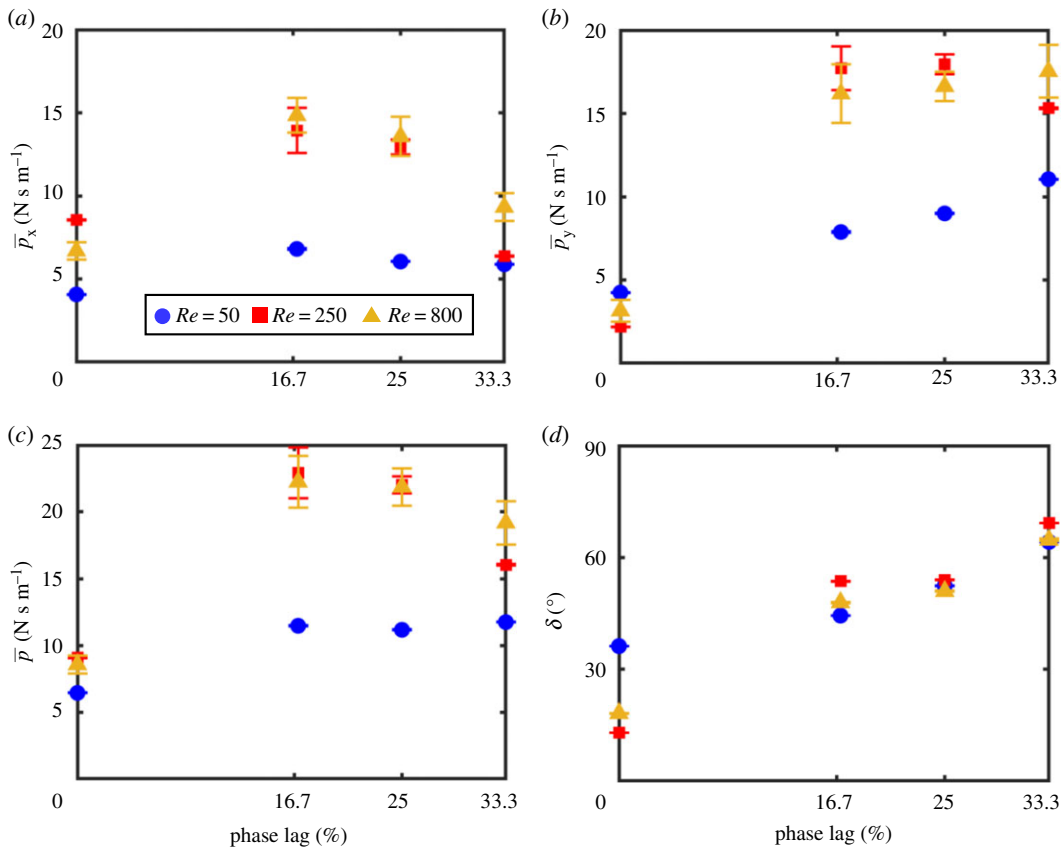 (a)
20
15
10
5
0
p̅x (N s m−1)
Re = 50 Re = 250 Re = 800
16.7 25 33.3
(b)
20
15
10
5
0
p̅y (N s m−1)
16.7 25 33.3
(c)
25
20
15
10
5
0
p̅ (N s m−1)
16.7 25 33.3
phase lag (%)
(d)
90
60
30
0
δ (°)
16.7 25 33.3
phase lag (%)